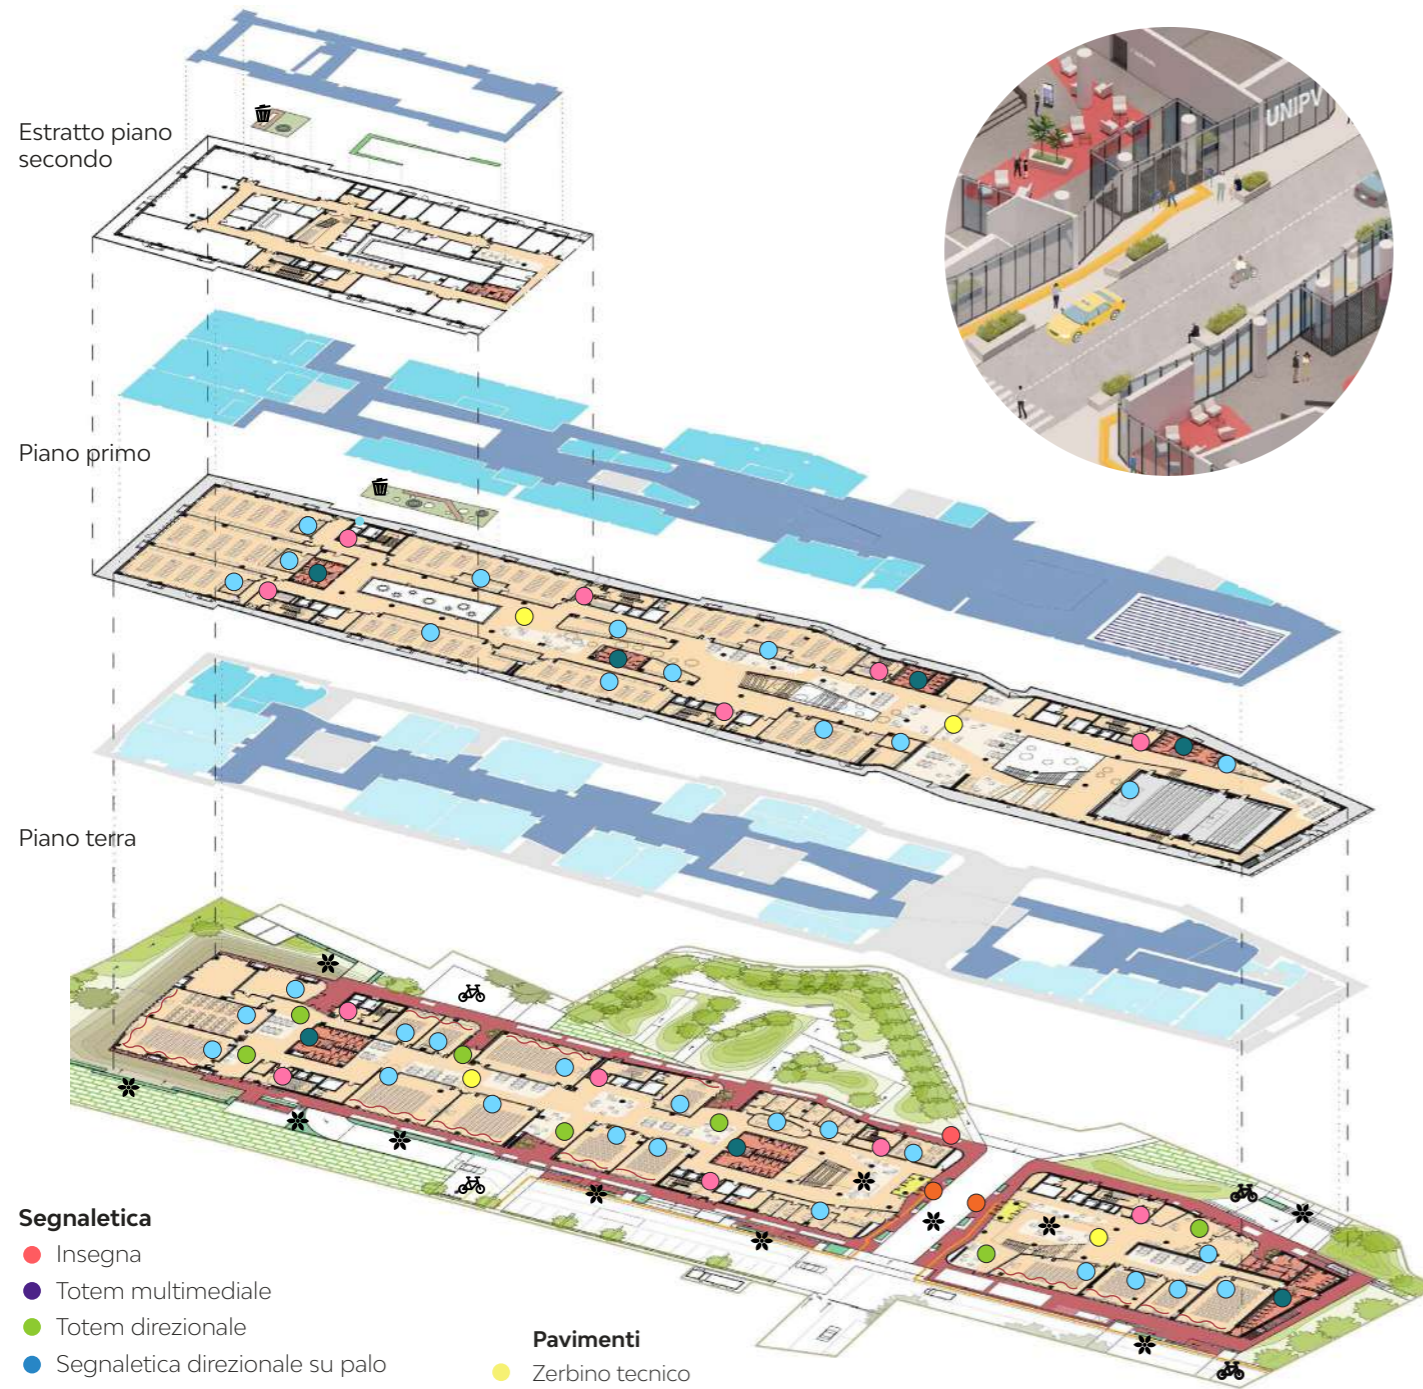 Estratto piano
secondo
UNIPV
Piano primo
Piano terra
Segnaletica
Insegna
Totem multimediale
Totem direzionale
Segnaletica direzionale su palo
Pavimenti
Zerbino tecnico